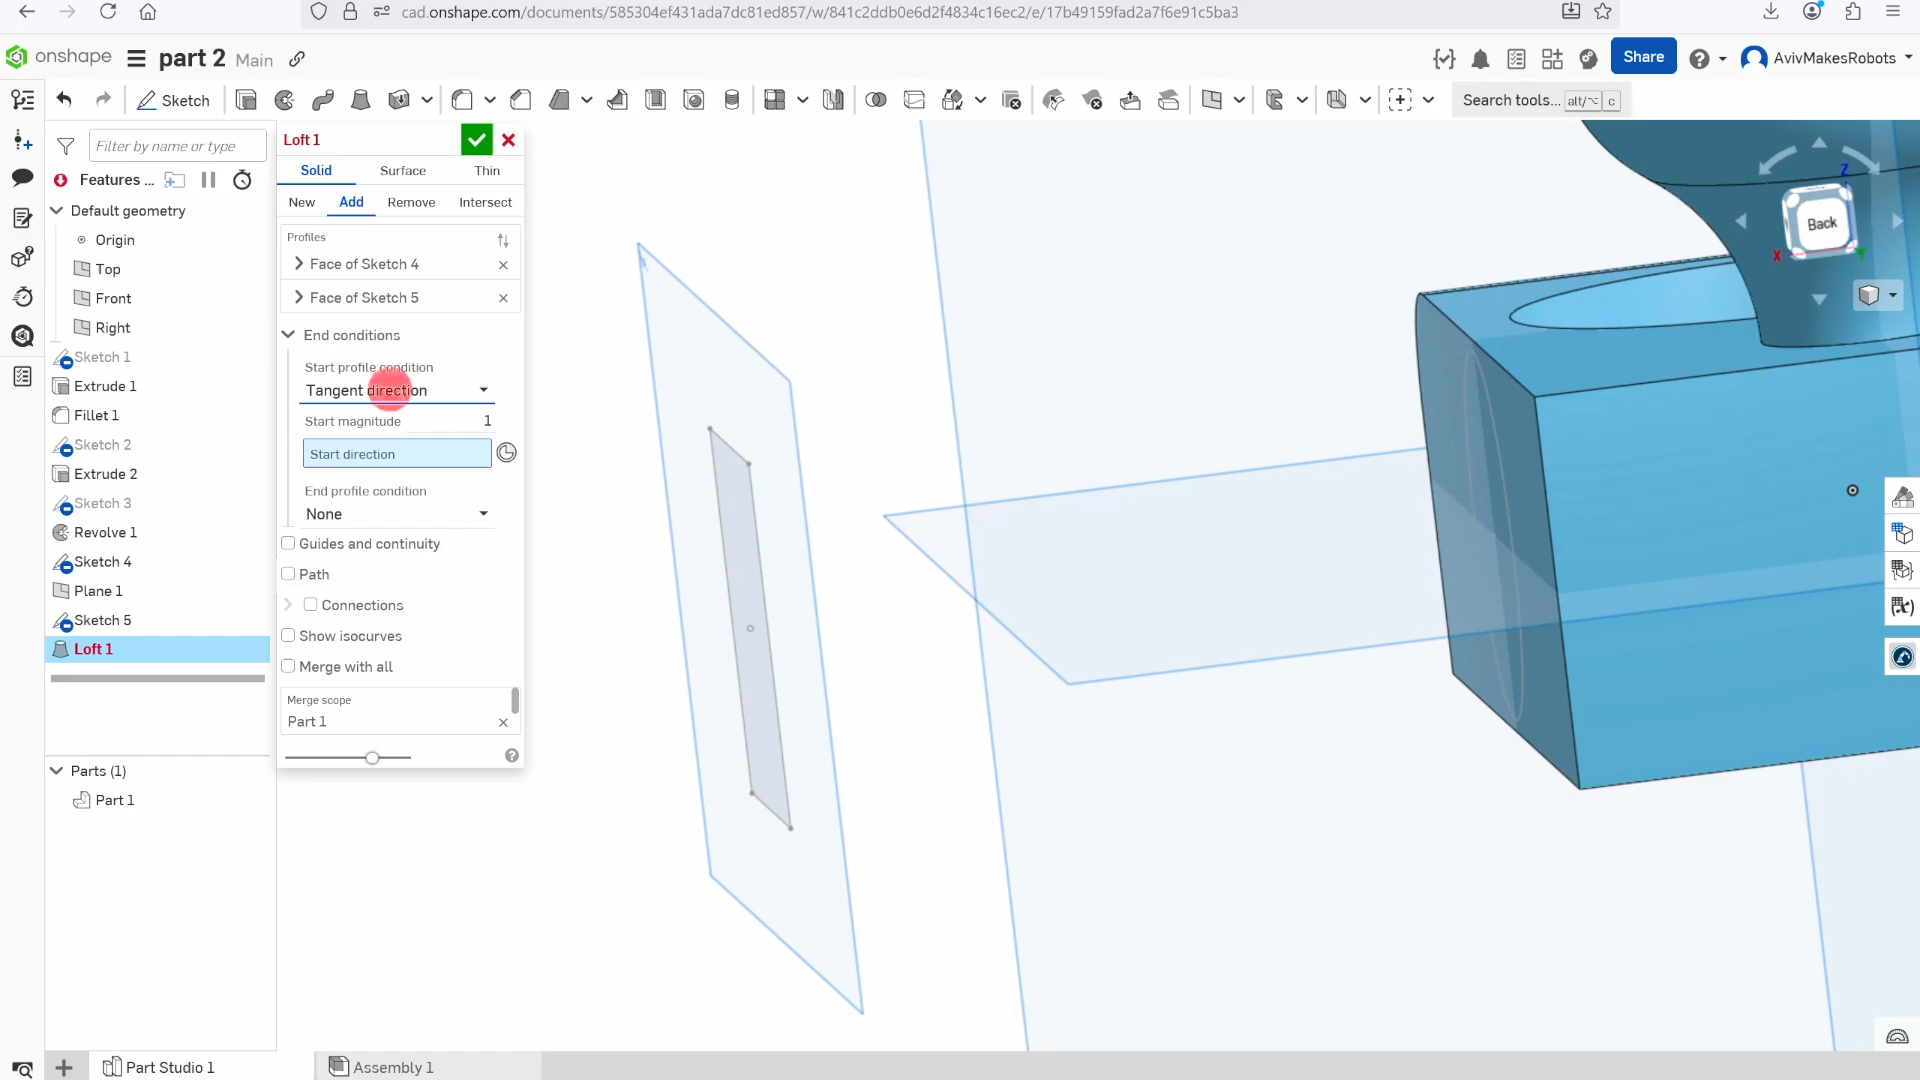 cad.onshape.com/documents/585304ef431ada7dc81ed857/w/841c2ddb0e6d2f4834c16ec2/e/17b49159fad2a7f6e91c5ba3
onshape part 2 Main Share AvivMakesRobots
Sketch Search tools... alt/⌥ c
Filter by name or type
Features ...
Default geometry
Origin
Top
Front
Right
Sketch 1
Extrude 1
Fillet 1
Sketch 2
Extrude 2
Sketch 3
Revolve 1
Sketch 4
Plane 1
Sketch 5
Loft 1
Parts (1)
Part 1
Loft 1
Solid Surface Thin
New Add Remove Intersect
Profiles
Face of Sketch 4
Face of Sketch 5
End conditions
Start profile condition
Tangent direction
Start magnitude 1
Start direction
End profile condition
None
Guides and continuity
Path
Connections
Show isocurves
Merge with all
Merge scope
Part 1
Z
Back
X
Part Studio 1 Assembly 1